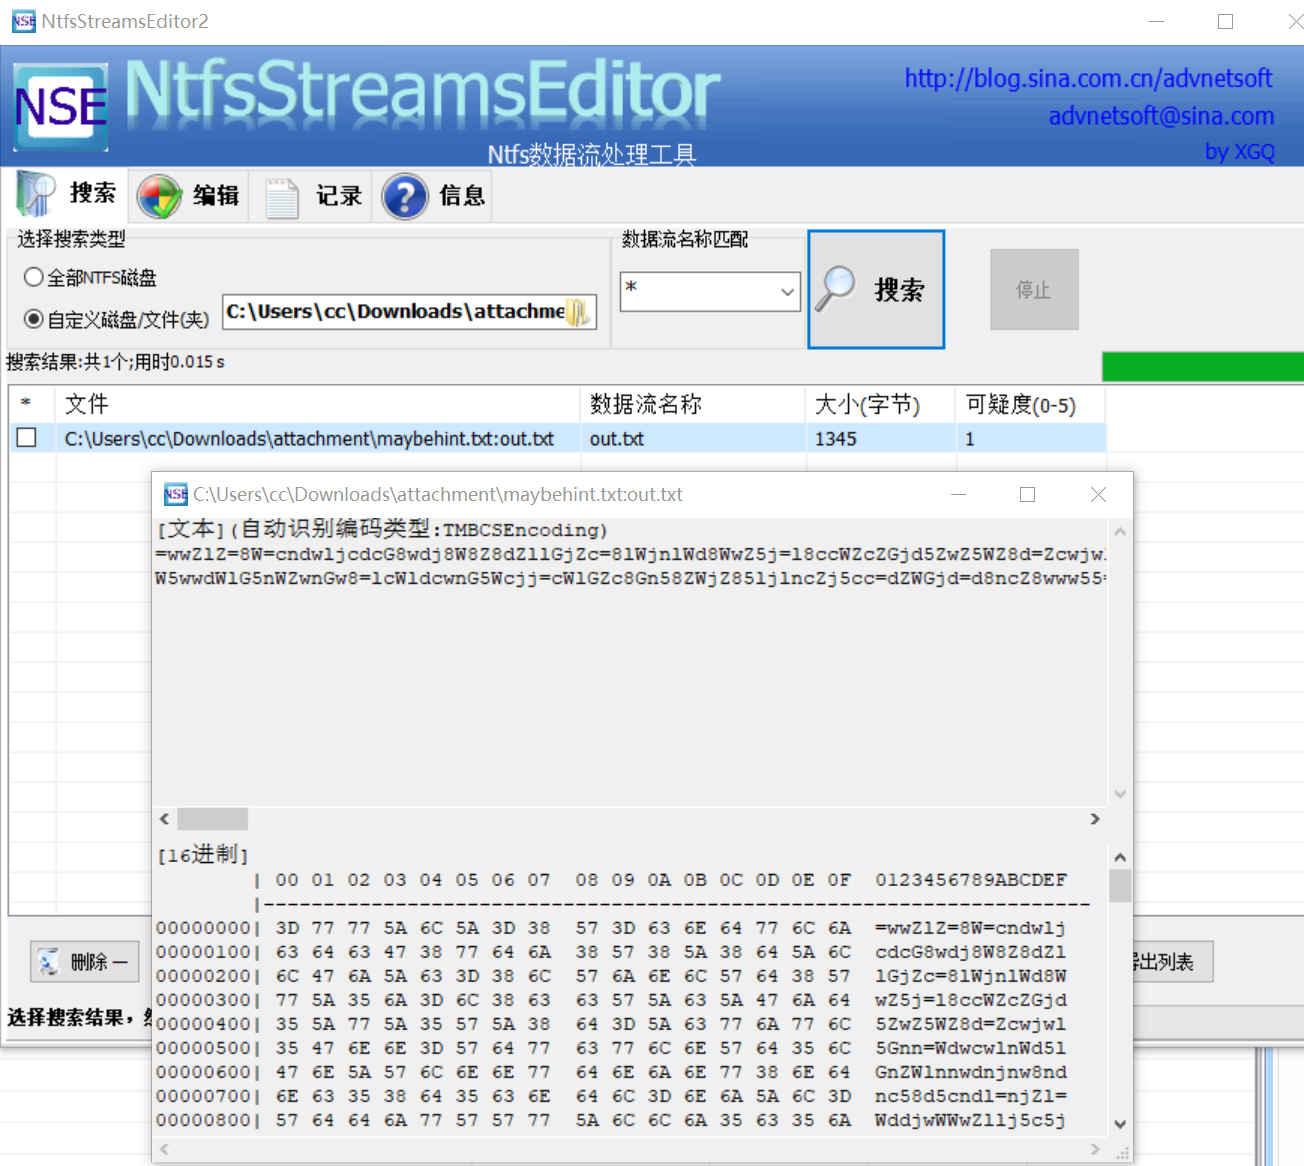 NtfsStreamsEditor2
NSE
NtfsStreamsEditor
http://blog.sina.com.cn/advnetsoft
advnetsoft@sina.com
Ntfs数据流处理工具
by XGQ
搜索 编辑 记录 信息
选择搜索类型
全部NTFS磁盘
自定义磁盘/文件(夹) C:\Users\cc\Downloads\attachme
数据流名称匹配
*
搜索
停止
搜索结果:共1个;用时0.015 s
* 文件 数据流名称 大小(字节) 可疑度(0-5)
C:\Users\cc\Downloads\attachment\maybehint.txt:out.txt out.txt 1345 1
C:\Users\cc\Downloads\attachment\maybehint.txt:out.txt
[文本](自动识别编码类型:TMBCSEncoding)
=wwZlZ=8W=cndwljcdcG8wdj8W8Z8dZllGjZc=8lWjnlWd8WwZ5j=l8ccWZcZGjd5ZwZ5WZ8d=Zcwjw
W5wwdWlG5nWZwnGw8=lcWldcwnG5Wcjj=cWlGZc8Gn58ZWjZ85ljlncZj5cc=dZWGjd=d8ncZ8www55=
[16进制]
| 00 01 02 03 04 05 06 07 08 09 0A 0B 0C 0D 0E 0F 0123456789ABCDEF
|----------------------------------------------------------------------
00000000| 3D 77 77 5A 6C 5A 3D 38 57 3D 63 6E 64 77 6C 6A =wwZlZ=8W=cndwlj
00000100| 63 64 63 47 38 77 64 6A 38 57 38 5A 38 64 5A 6C cdcG8wdj8W8Z8dZl
00000200| 6C 47 6A 5A 63 3D 38 6C 57 6A 6E 6C 57 64 38 57 lGjZc=8lWjnlWd8W
00000300| 77 5A 35 6A 3D 6C 38 63 63 57 5A 63 5A 47 6A 64 wZ5j=l8ccWZcZGjd
00000400| 35 5A 77 5A 35 57 5A 38 64 3D 5A 63 77 6A 77 6C 5ZwZ5WZ8d=Zcwjwl
00000500| 35 47 6E 6E 3D 57 64 77 63 77 6C 6E 57 64 35 6C 5Gnn=WdwcwlnWd5l
00000600| 47 6E 5A 57 6C 6E 6E 77 64 6E 6A 6E 77 38 6E 64 GnZWlnnwdnjnw8nd
00000700| 6E 63 35 38 64 35 63 6E 64 6C 3D 6E 6A 5A 6C 3D nc58d5cndl=njZl=
00000800| 57 64 64 6A 77 57 57 77 5A 6C 6C 6A 35 63 35 6A WddjwWWwZllj5c5j
删除 一
导出列表
选择搜索结果，